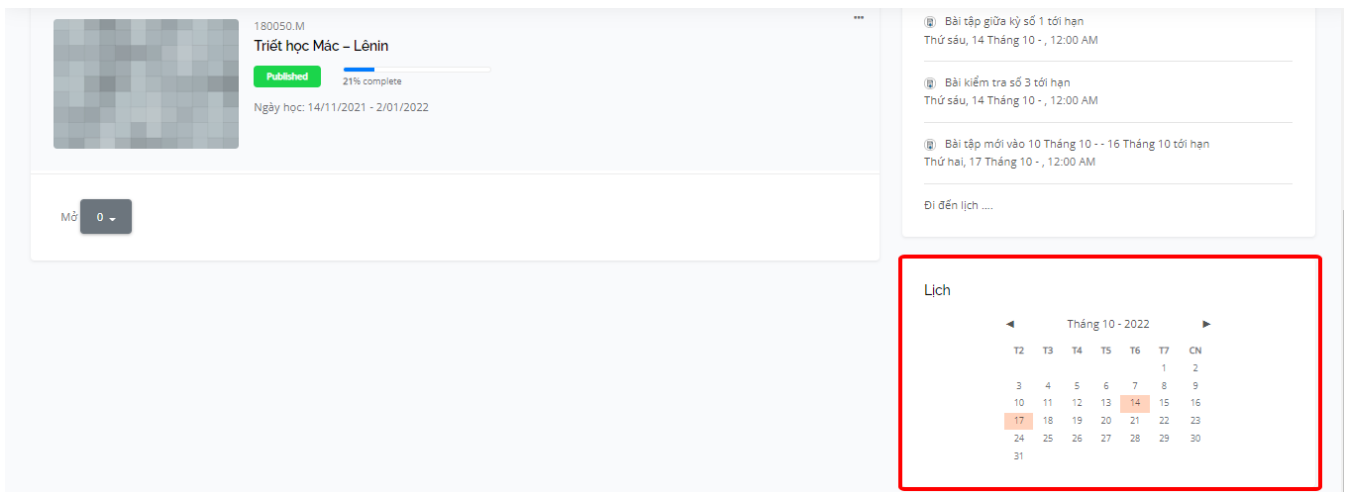 180050.M
...
Triết học Mác – Lênin
Published
21% complete
Ngày học: 14/11/2021 - 2/01/2022
Mở 0
Bài tập giữa kỳ số 1 tới hạn
Thứ sáu, 14 Tháng 10 - , 12:00 AM
Bài kiểm tra số 3 tới hạn
Thứ sáu, 14 Tháng 10 - , 12:00 AM
Bài tập mới vào 10 Tháng 10 - - 16 Tháng 10 tới hạn
Thứ hai, 17 Tháng 10 - , 12:00 AM
Đi đến lịch ....
Lịch
◄ Tháng 10 - 2022 ►
T2 T3 T4 T5 T6 T7 CN
1 2
3 4 5 6 7 8 9
10 11 12 13 14 15 16
17 18 19 20 21 22 23
24 25 26 27 28 29 30
31